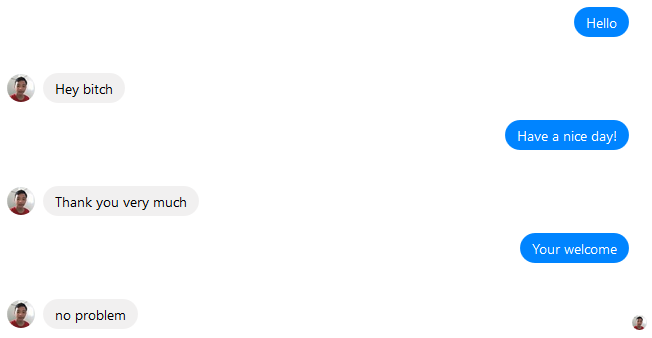 Hello
Hey bitch
Have a nice day!
Thank you very much
Your welcome
no problem